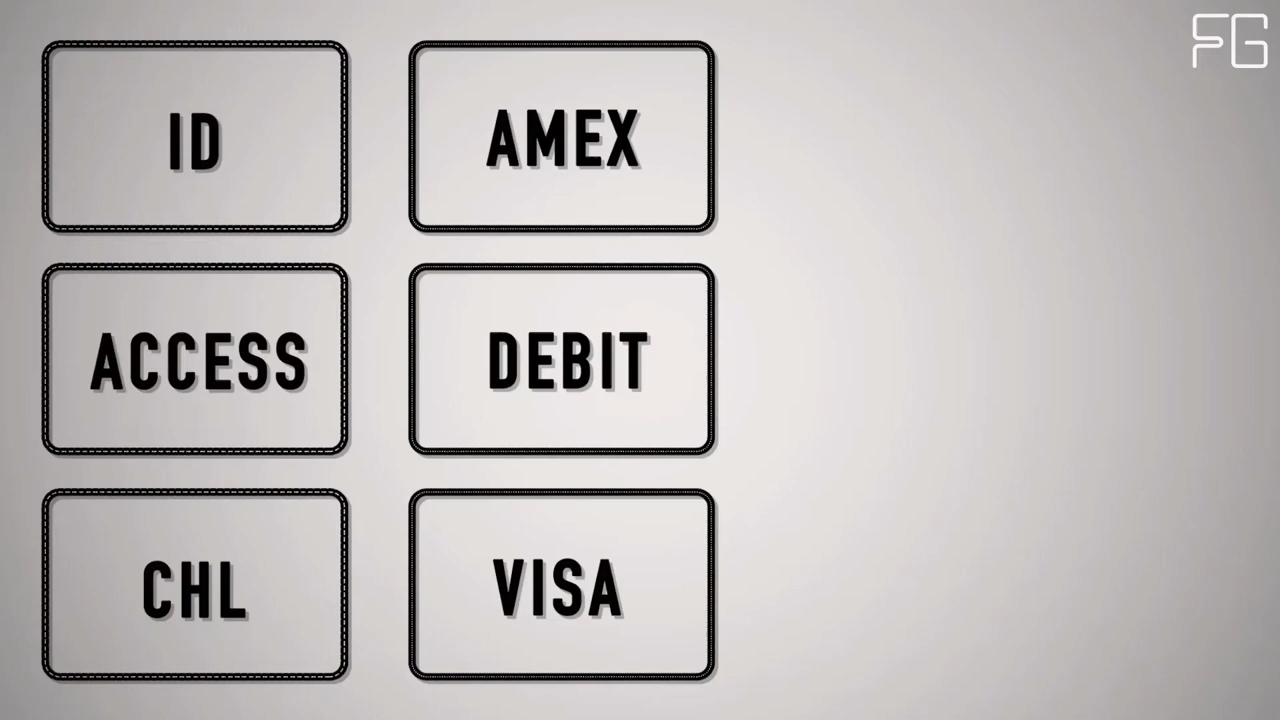 FG
ID
AMEX
ACCESS
DEBIT
CHL
VISA